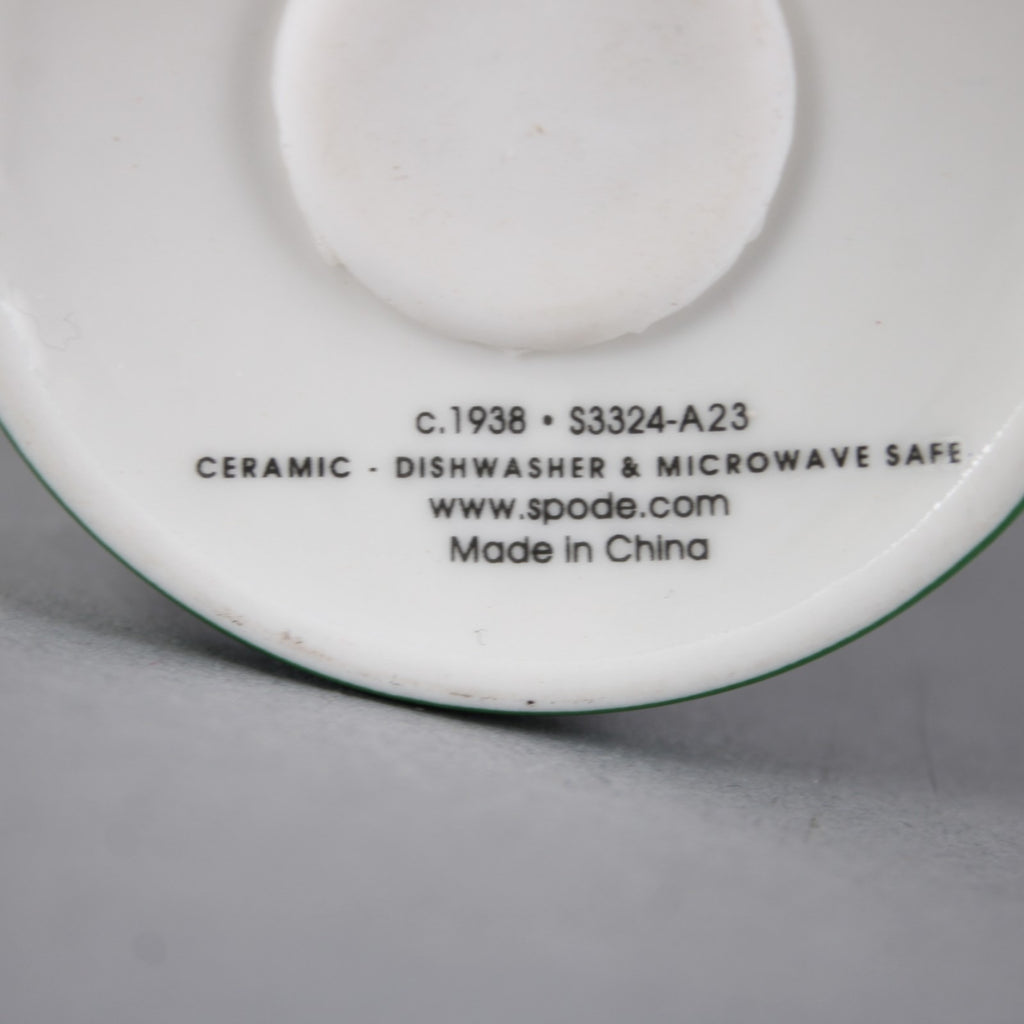 c.1938 • S3324-A23
CERAMIC - DISHWASHER & MICROWAVE SAFE
www.spode.com
Made in China